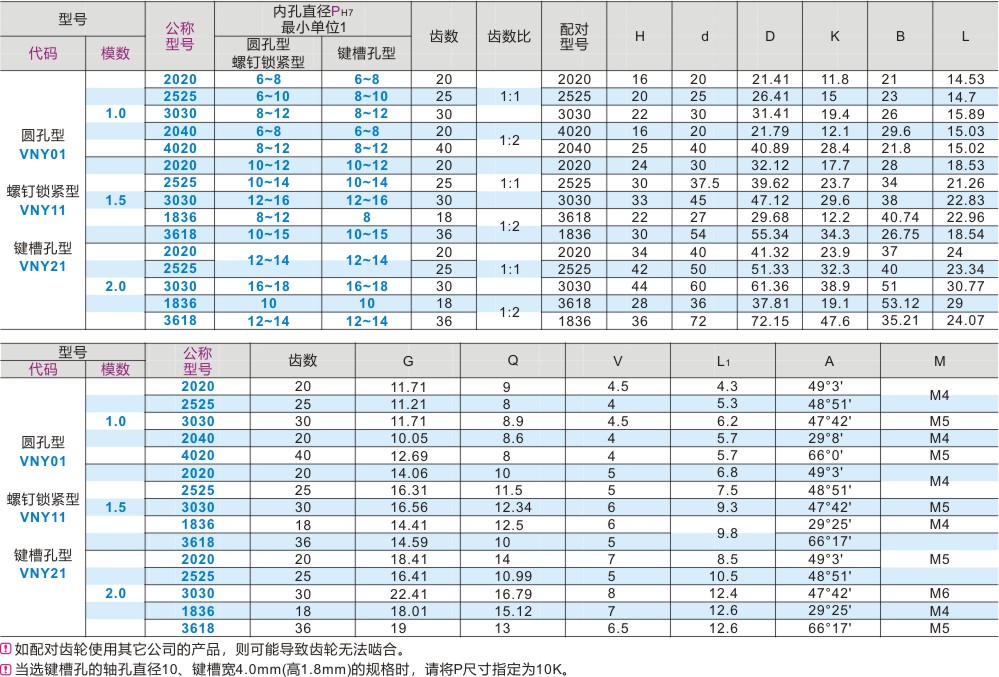 型号 公称型号 内孔直径PH7 最小单位1 齿数 齿数比 配对型号 H d D K B L
代码 模数 圆孔型 螺钉锁紧型 键槽孔型
圆孔型 VNY01 螺钉锁紧型 VNY11 键槽孔型 VNY21
1.0
2020 6~8 6~8 20 1:1 2020 16 20 21.41 11.8 21 14.53
2525 6~10 8~10 25 2525 20 25 26.41 15 23 14.7
3030 8~12 8~12 30 3030 22 30 31.41 19.4 26 15.89
2040 6~8 6~8 20 1:2 4020 16 20 21.79 12.1 29.6 15.03
4020 8~12 8~12 40 2040 25 40 40.89 28.4 21.8 15.02
1.5
2020 10~12 10~12 20 1:1 2020 24 30 32.12 17.7 28 18.53
2525 10~14 10~14 25 2525 30 37.5 39.62 23.7 34 21.26
3030 12~16 12~16 30 3030 33 45 47.12 29.6 38 22.83
1836 8~12 8 18 1:2 3618 22 27 29.68 12.2 40.74 22.96
3618 10~15 10~15 36 1836 30 54 55.34 34.3 26.75 18.54
2.0
2020 12~14 12~14 20 1:1 2020 34 40 41.32 23.9 37 24
2525 25 2525 42 50 51.33 32.3 40 23.34
3030 16~18 16~18 30 3030 44 60 61.36 38.9 51 30.77
1836 10 10 18 1:2 3618 28 36 37.81 19.1 53.12 29
3618 12~14 12~14 36 1836 36 72 72.15 47.6 35.21 24.07
型号 公称型号 齿数 G Q V L1 A M
代码 模数
圆孔型 VNY01 螺钉锁紧型 VNY11 键槽孔型 VNY21
1.0
2020 20 11.71 9 4.5 4.3 49°3' M4
2525 25 11.21 8 4 5.3 48°51'
3030 30 11.71 8.9 4.5 6.2 47°42' M5
2040 20 10.05 8.6 4 5.7 29°8' M4
4020 40 12.69 8 4 5.7 66°0' M5
1.5
2020 20 14.06 10 5 6.8 49°3' M4
2525 25 16.31 11.5 5 7.5 48°51'
3030 30 16.56 12.34 6 9.3 47°42' M5
1836 18 14.41 12.5 6 9.8 29°25' M4
3618 36 14.59 10 5 66°17' M5
2.0
2020 20 18.41 14 7 8.5 49°3'
2525 25 16.41 10.99 5 10.5 48°51'
3030 30 22.41 16.79 8 12.4 47°42' M6
1836 18 18.01 15.12 7 12.6 29°25' M4
3618 36 19 13 6.5 12.6 66°17' M5
如配对齿轮使用其它公司的产品，则可能导致齿轮无法啮合。
当选键槽孔的轴孔直径10、键槽宽4.0mm(高1.8mm)的规格时，请将P尺寸指定为10K。